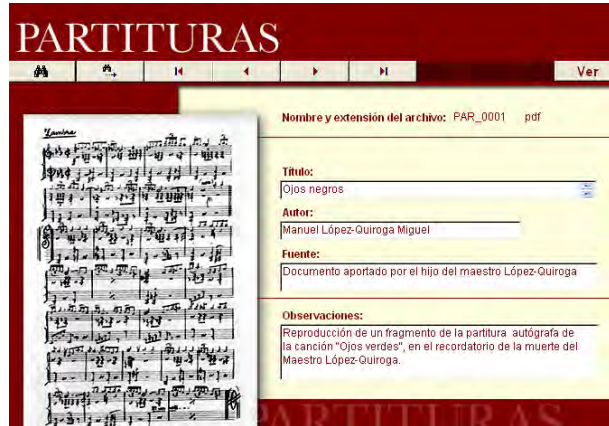 PARTITURAS
Ver
Nombre y extensión del archivo: PAR_0001 pdf
Zambra
Título:
Ojos negros
Autor:
Manuel López-Quiroga Miguel
Fuente:
Documento aportado por el hijo del maestro López-Quiroga
Observaciones:
Reproducción de un fragmento de la partitura autógrafa de
la canción "Ojos verdes", en el recordatorio de la muerte del
Maestro López-Quiroga.
PARTITURAS